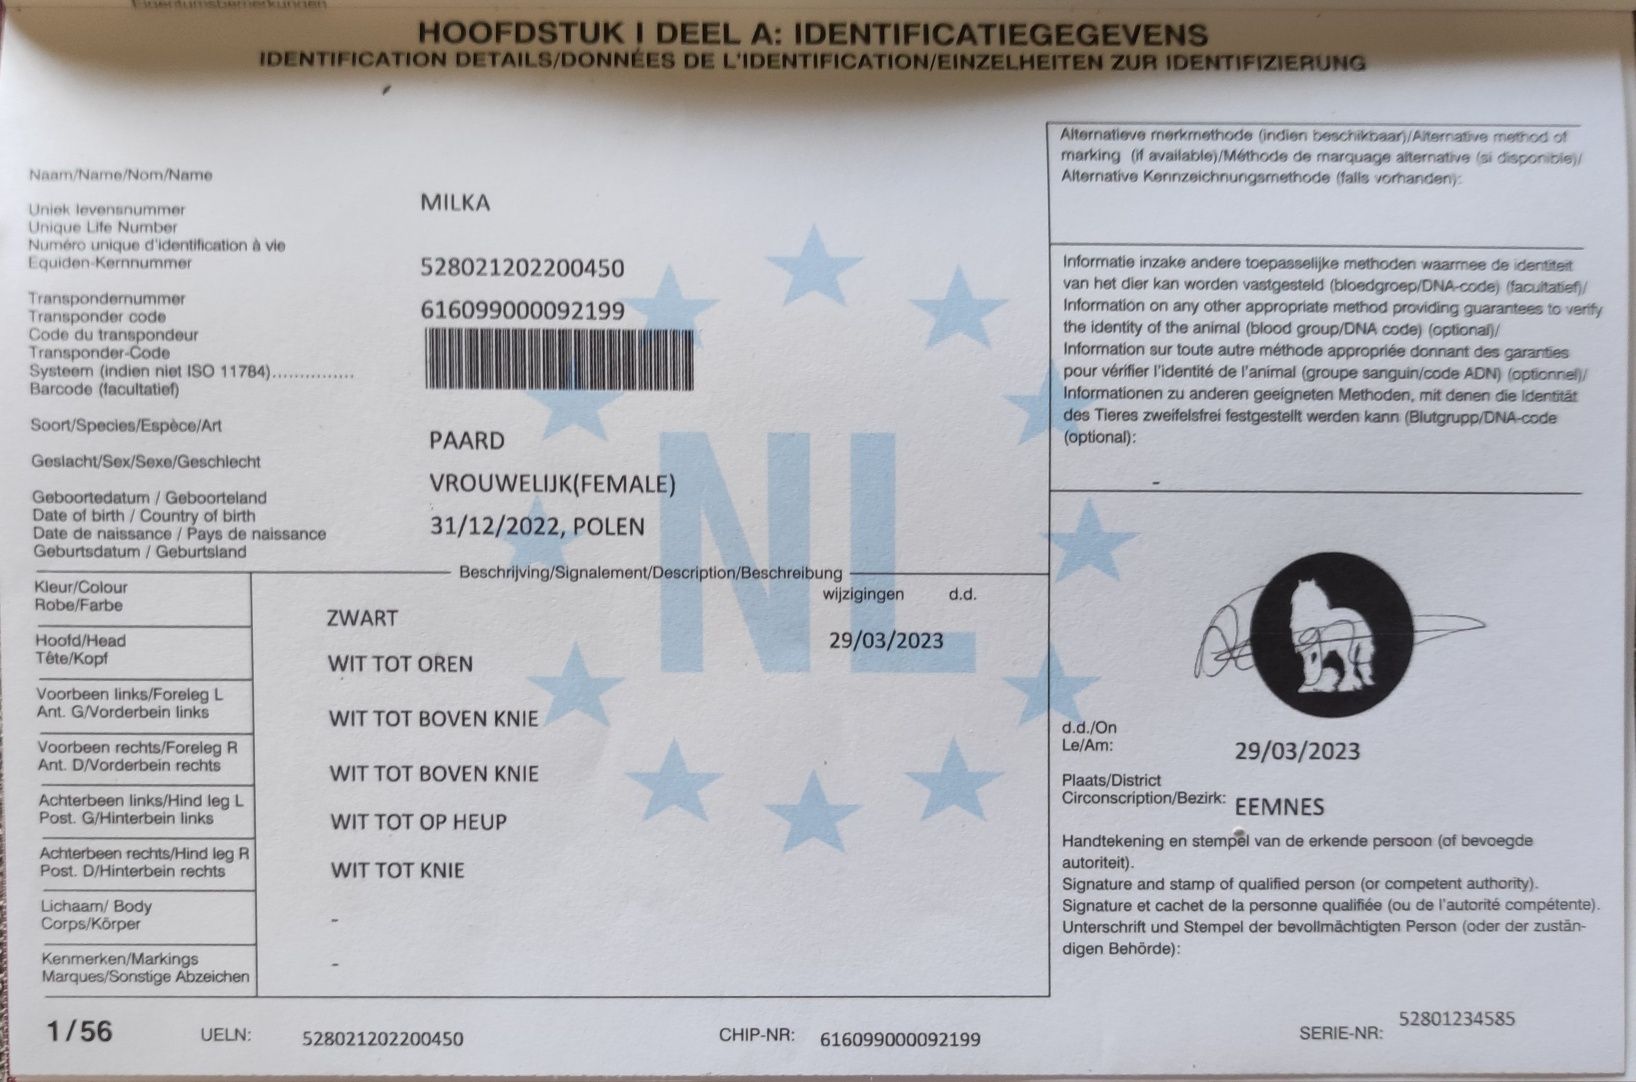 Eigentumsbemerkungen
HOOFDSTUK I DEEL A: IDENTIFICATIEGEGEVENS
IDENTIFICATION DETAILS/DONNÉES DE L'IDENTIFICATION/EINZELHEITEN ZUR IDENTIFIZIERUNG
Naam/Name/Nom/Name
MILKA
Uniek levensnummer
Unique Life Number
Numéro unique d'identification à vie
Equiden-Kernnummer
528021202200450
Transpondernummer
Transponder code
Code du transpondeur
Transponder-Code
Systeem (indien niet ISO 11784)...............
Barcode (facultatief)
616099000092199
Soort/Species/Espèce/Art
PAARD
Geslacht/Sex/Sexe/Geschlecht
VROUWELIJK(FEMALE)
Geboortedatum / Geboorteland
Date of birth / Country of birth
Date de naissance / Pays de naissance
Geburtsdatum / Geburtsland
31/12/2022, POLEN
NL
Beschrijving/Signalement/Description/Beschreibung
wijzigingen d.d.
Kleur/Colour
Robe/Farbe
ZWART
29/03/2023
Hoofd/Head
Tête/Kopf
WIT TOT OREN
Voorbeen links/Foreleg L
Ant. G/Vorderbein links
WIT TOT BOVEN KNIE
Voorbeen rechts/Foreleg R
Ant. D/Vorderbein rechts
WIT TOT BOVEN KNIE
Achterbeen links/Hind leg L
Post. G/Hinterbein links
WIT TOT OP HEUP
Achterbeen rechts/Hind leg R
Post. D/Hinterbein rechts
WIT TOT KNIE
Lichaam/ Body
Corps/Körper
-
Kenmerken/Markings
Marques/Sonstige Abzeichen
-
Alternatieve merkmethode (indien beschikbaar)/Alternative method of
marking (if available)/Méthode de marquage alternative (si disponible)/
Alternative Kennzeichnungsmethode (falls vorhanden):
Informatie inzake andere toepasselijke methoden waarmee de identiteit
van het dier kan worden vastgesteld (bloedgroep/DNA-code) (facultatief)/
Information on any other appropriate method providing guarantees to verify
the identity of the animal (blood group/DNA code) (optional)/
Information sur toute autre méthode appropriée donnant des garanties
pour vérifier l'identité de l'animal (groupe sanguin/code ADN) (optionnel)/
Informationen zu anderen geeigneten Methoden, mit denen die Identität
des Tieres zweifelsfrei festgestellt werden kann (Blutgrupp/DNA-code
(optional):
-
d.d./On
Le/Am:
29/03/2023
Plaats/District
Circonscription/Bezirk:
EEMNES
Handtekening en stempel van de erkende persoon (of bevoegde
autoriteit).
Signature and stamp of qualified person (or competent authority).
Signature et cachet de la personne qualifiée (ou de l'autorité compétente).
Unterschrift und Stempel der bevollmächtigten Person (oder der zustän-
digen Behörde):
1/56
UELN: 528021202200450
CHIP-NR: 616099000092199
SERIE-NR: 52801234585